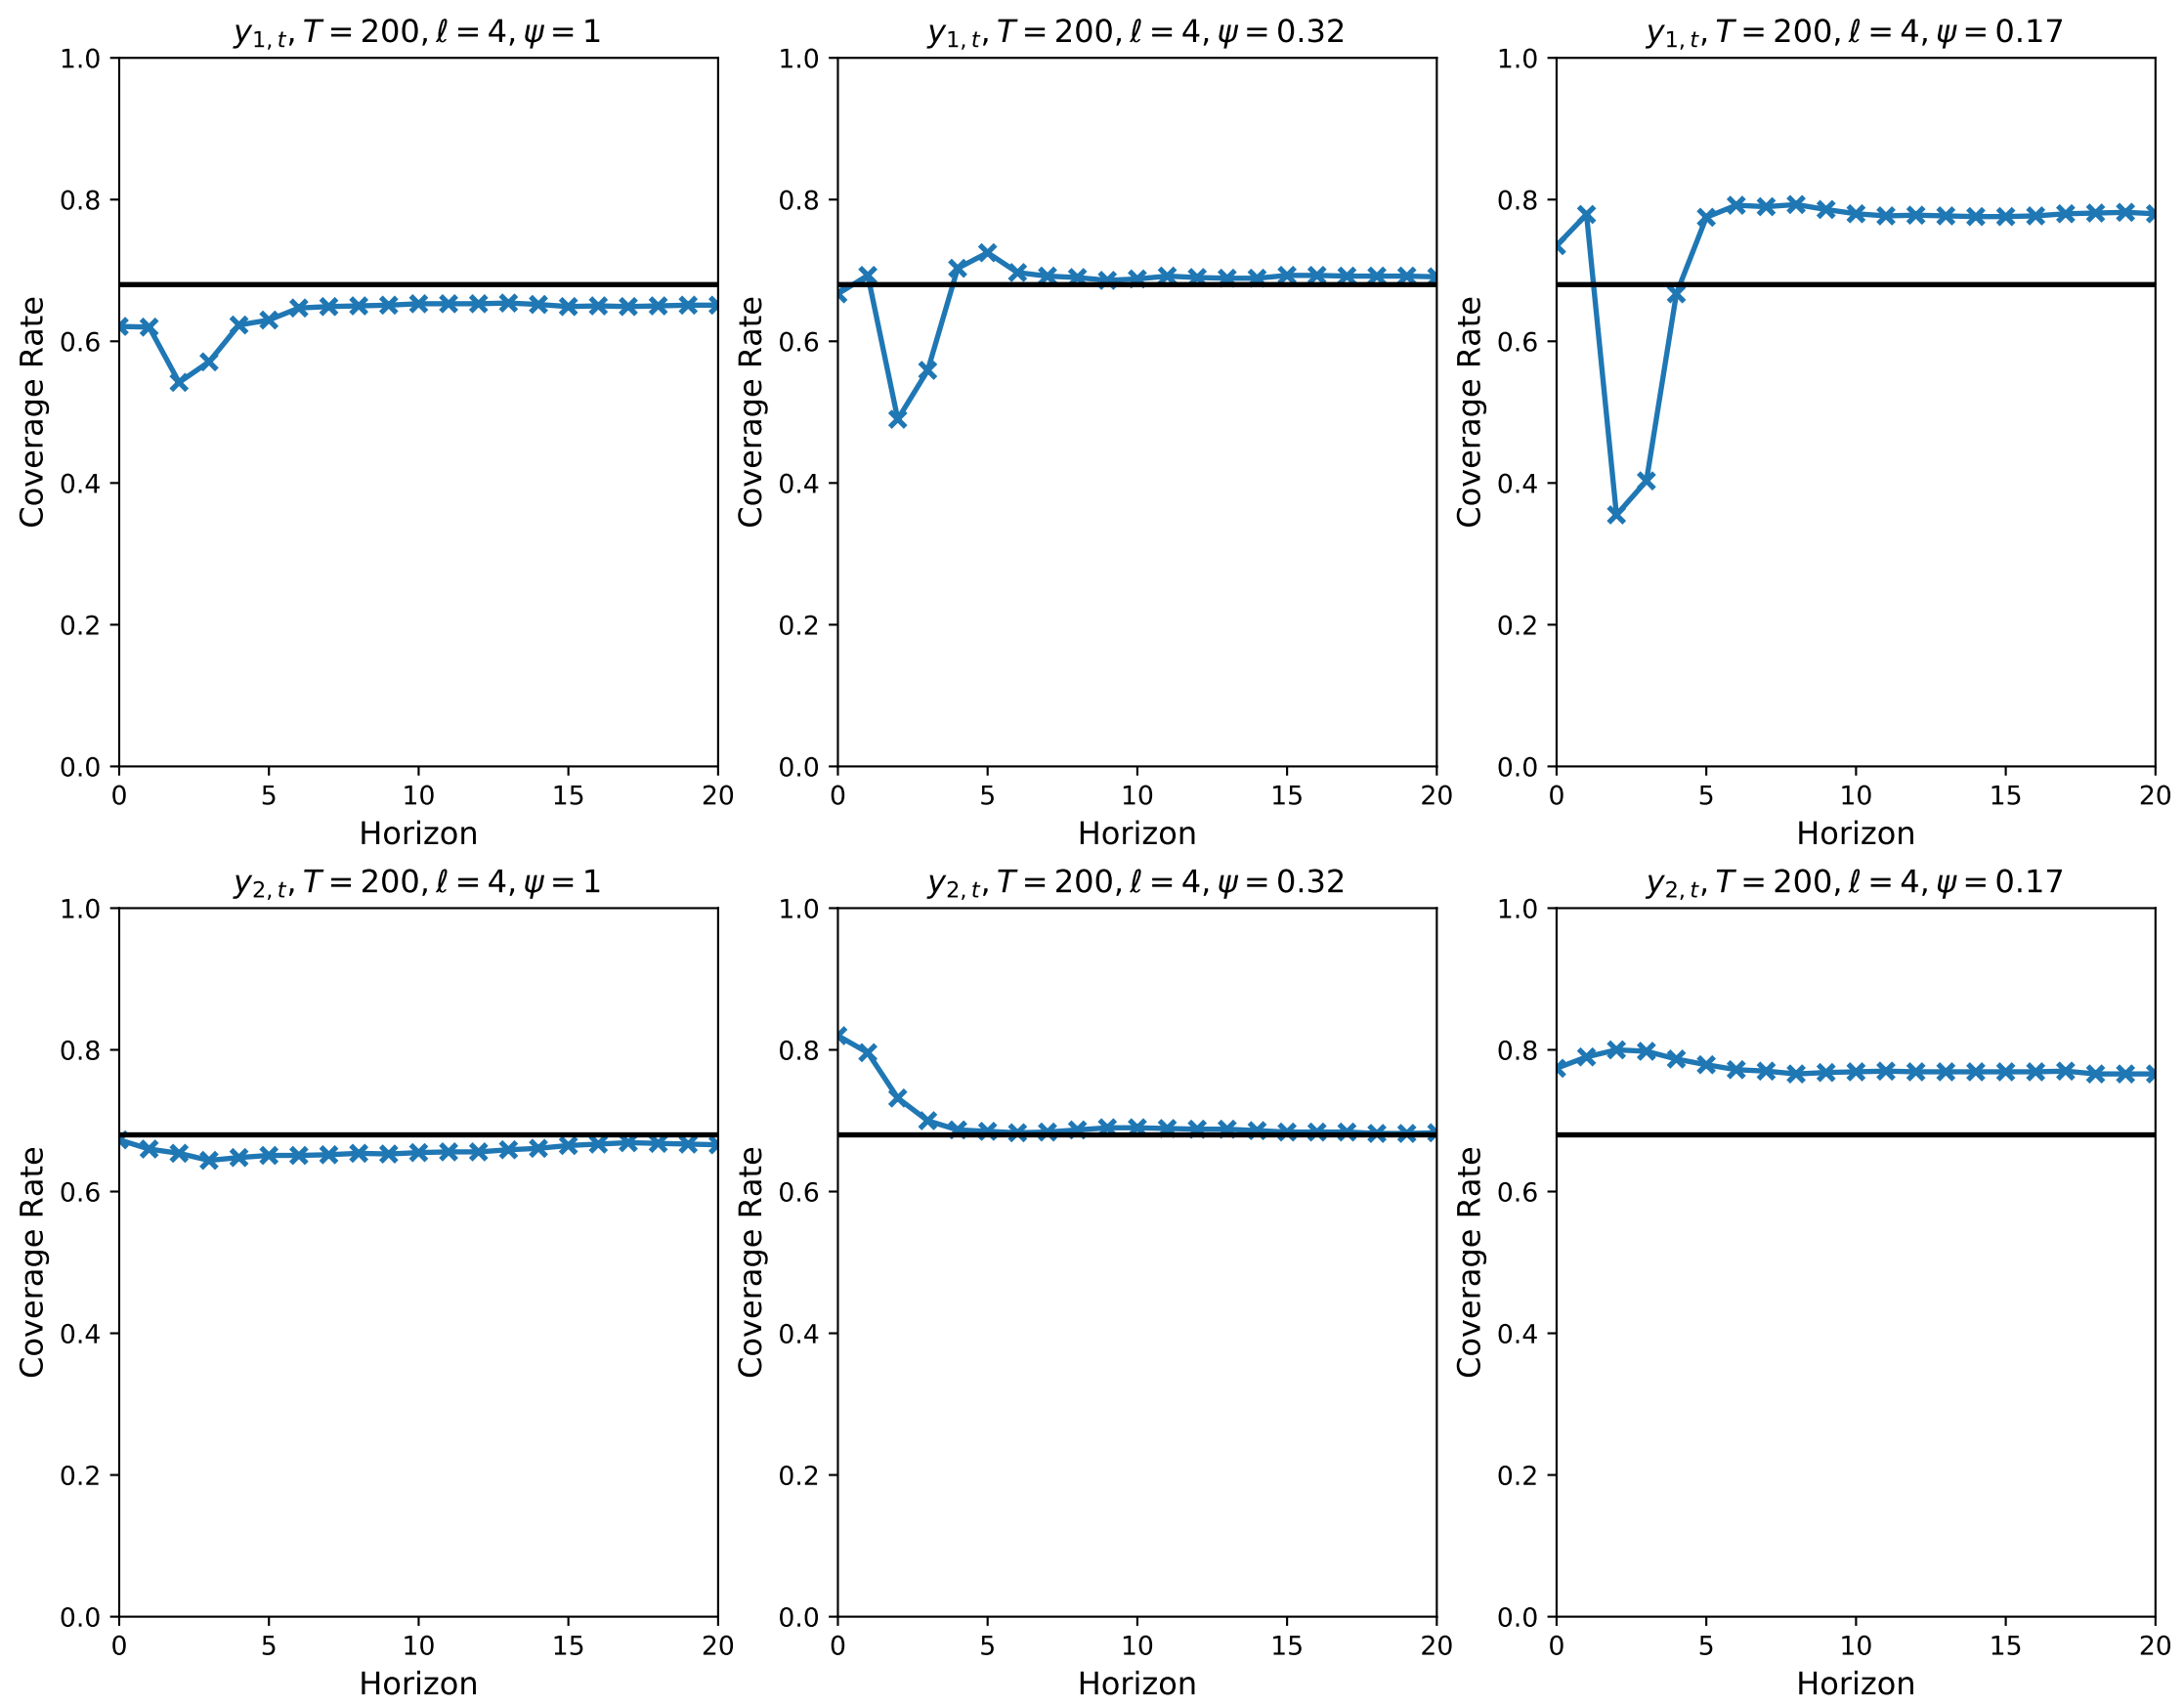 y1, t, T = 200, ℓ = 4, ψ = 1
1.0
0.8
0.6
0.4
0.2
0.0
Coverage Rate
0 5 10 15 20
Horizon
y1, t, T = 200, ℓ = 4, ψ = 0.32
1.0
0.8
0.6
0.4
0.2
0.0
Coverage Rate
0 5 10 15 20
Horizon
y1, t, T = 200, ℓ = 4, ψ = 0.17
1.0
0.8
0.6
0.4
0.2
0.0
Coverage Rate
0 5 10 15 20
Horizon
y2, t, T = 200, ℓ = 4, ψ = 1
1.0
0.8
0.6
0.4
0.2
0.0
Coverage Rate
0 5 10 15 20
Horizon
y2, t, T = 200, ℓ = 4, ψ = 0.32
1.0
0.8
0.6
0.4
0.2
0.0
Coverage Rate
0 5 10 15 20
Horizon
y2, t, T = 200, ℓ = 4, ψ = 0.17
1.0
0.8
0.6
0.4
0.2
0.0
Coverage Rate
0 5 10 15 20
Horizon